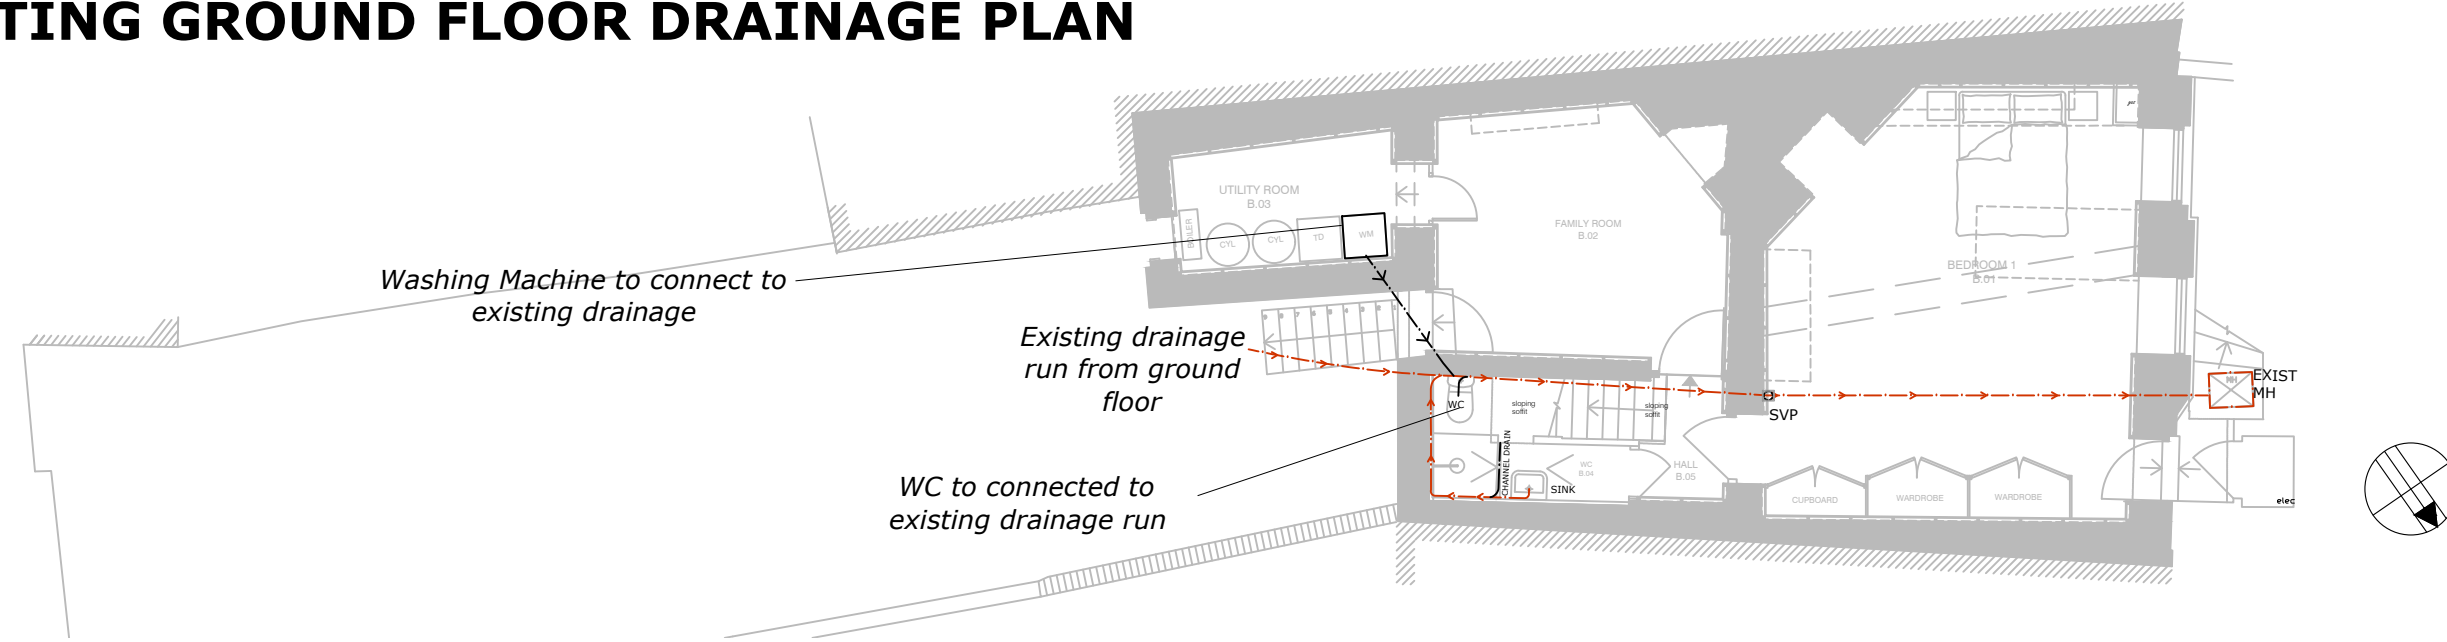 TING GROUND FLOOR DRAINAGE PLAN
UTILITY ROOM
B.03
BOILER
CYL
CYL
TD
WM
FAMILY ROOM
B.02
BEDROOM 1
B.01
Washing Machine to connect to
existing drainage
Existing drainage
run from ground
floor
WC to connected to
existing drainage run
WC
sloping
soffit
sloping
soffit
CHANNEL DRAIN
SINK
WC
B.04
HALL
B.05
SVP
CUPBOARD
WARDROBE
WARDROBE
MH
EXIST
MH
elec